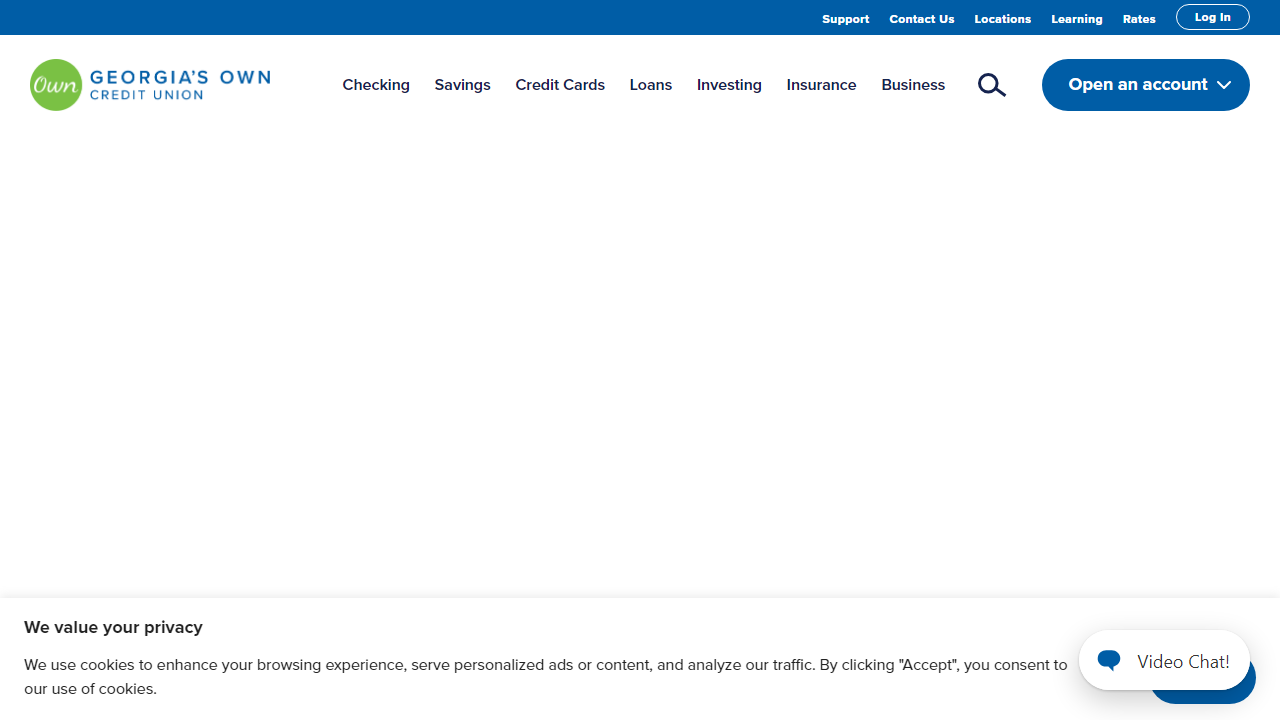 Support Contact Us Locations Learning Rates Log In
Own GEORGIA'S OWN
CREDIT UNION
Checking Savings Credit Cards Loans Investing Insurance Business Open an account
We value your privacy
We use cookies to enhance your browsing experience, serve personalized ads or content, and analyze our traffic. By clicking "Accept", you consent to
our use of cookies.
Video Chat!